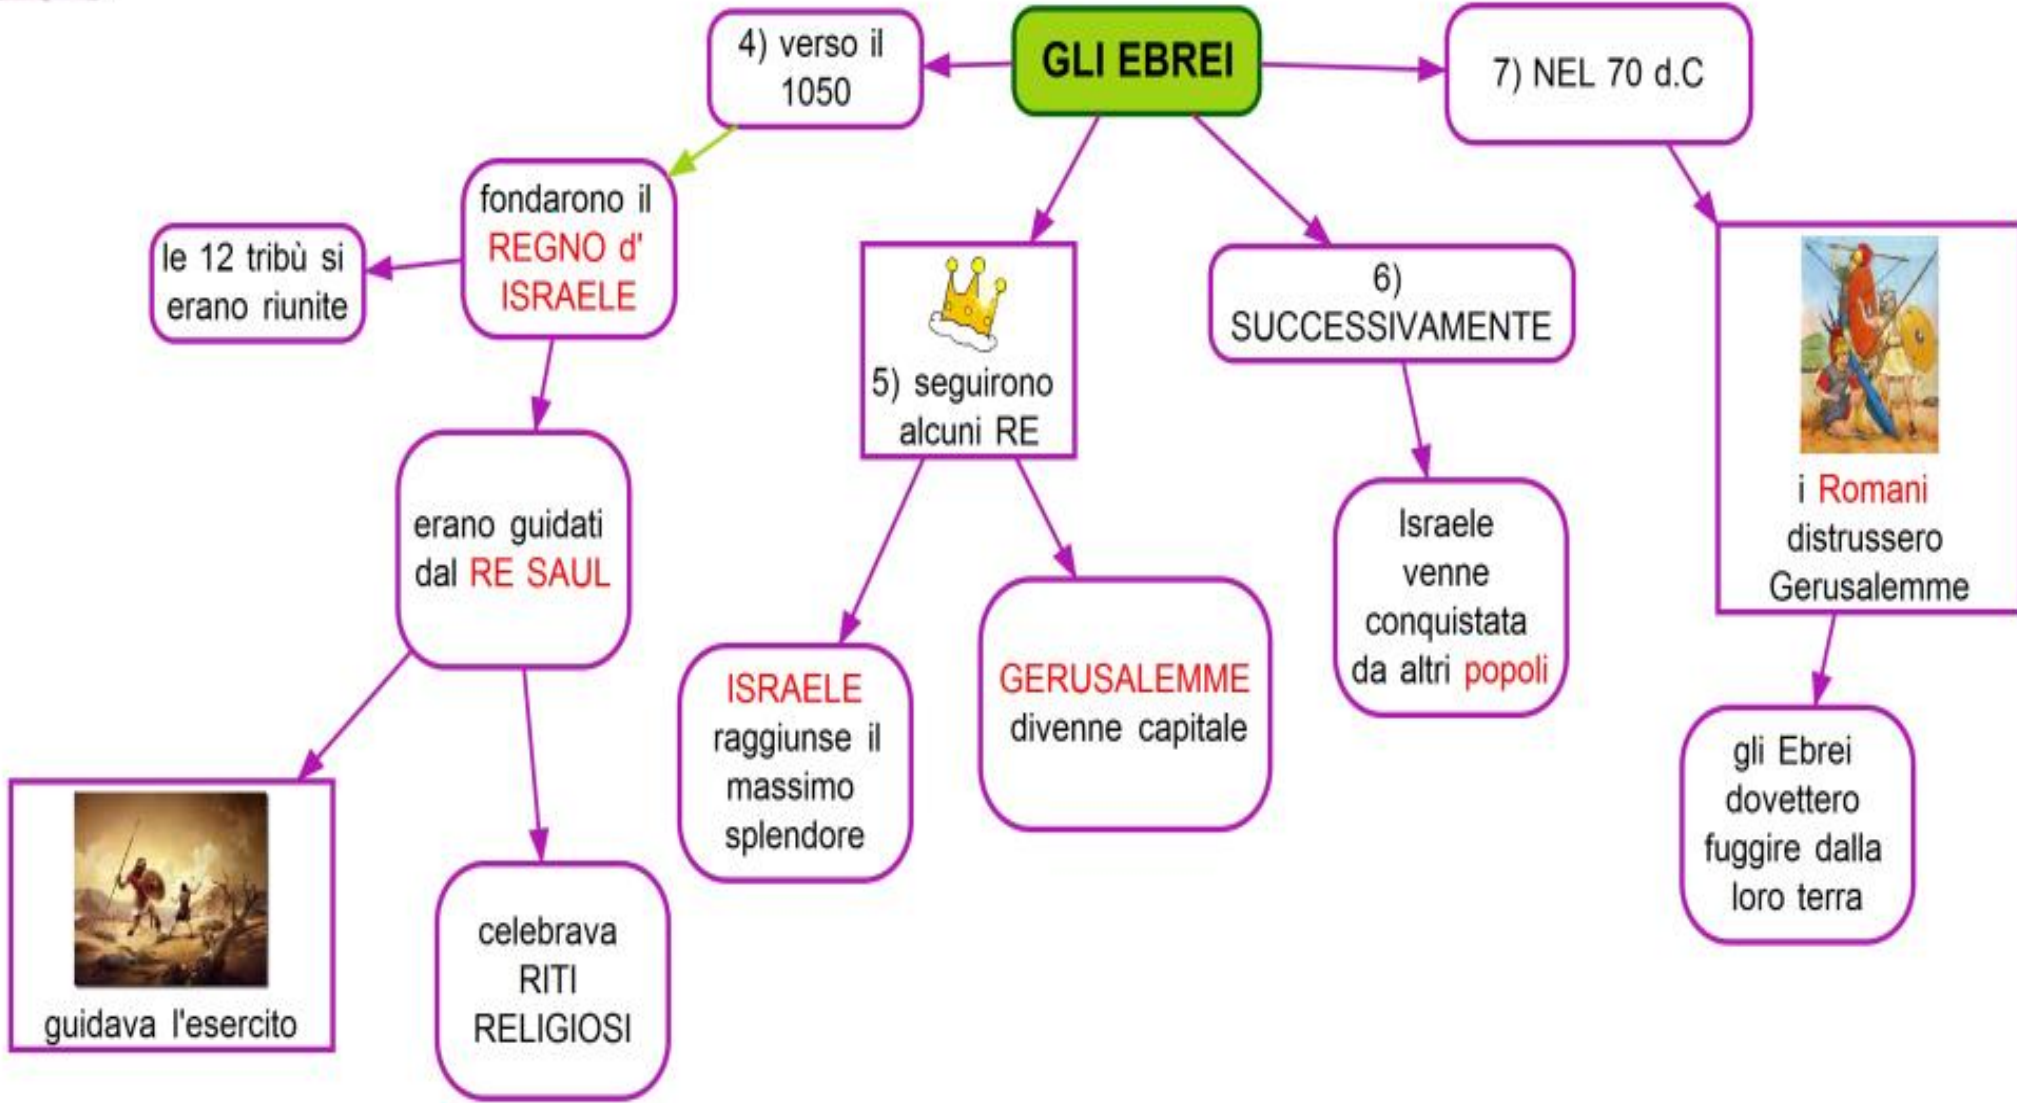 GLI EBREI
4) verso il
1050
fondarono il
REGNO d'
ISRAELE
le 12 tribù si
erano riunite
erano guidati
dal RE SAUL
guidava l'esercito
celebrava
RITI
RELIGIOSI
5) seguirono
alcuni RE
ISRAELE
raggiunse il
massimo
splendore
GERUSALEMME
divenne capitale
6)
SUCCESSIVAMENTE
Israele
venne
conquistata
da altri popoli
7) NEL 70 d.C
i Romani
distrussero
Gerusalemme
gli Ebrei
dovettero
fuggire dalla
loro terra